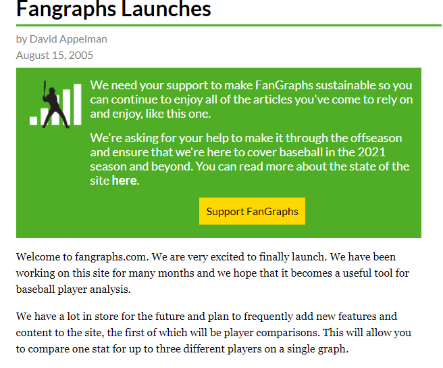 Fangraphs Launches
by David Appelman
August 15, 2005
We need your support to make FanGraphs sustainable so you
can continue to enjoy all of the articles you've come to rely on
and enjoy, like this one.
We're asking for your help to make it through the offseason
and ensure that we're here to cover baseball in the 2021
season and beyond. You can read more about the state of the
site here.
Support FanGraphs
Welcome to fangraphs.com. We are very excited to finally launch. We have been
working on this site for many months and we hope that it becomes a useful tool for
baseball player analysis.
We have a lot in store for the future and plan to frequently add new features and
content to the site, the first of which will be player comparisons. This will allow you
to compare one stat for up to three different players on a single graph.